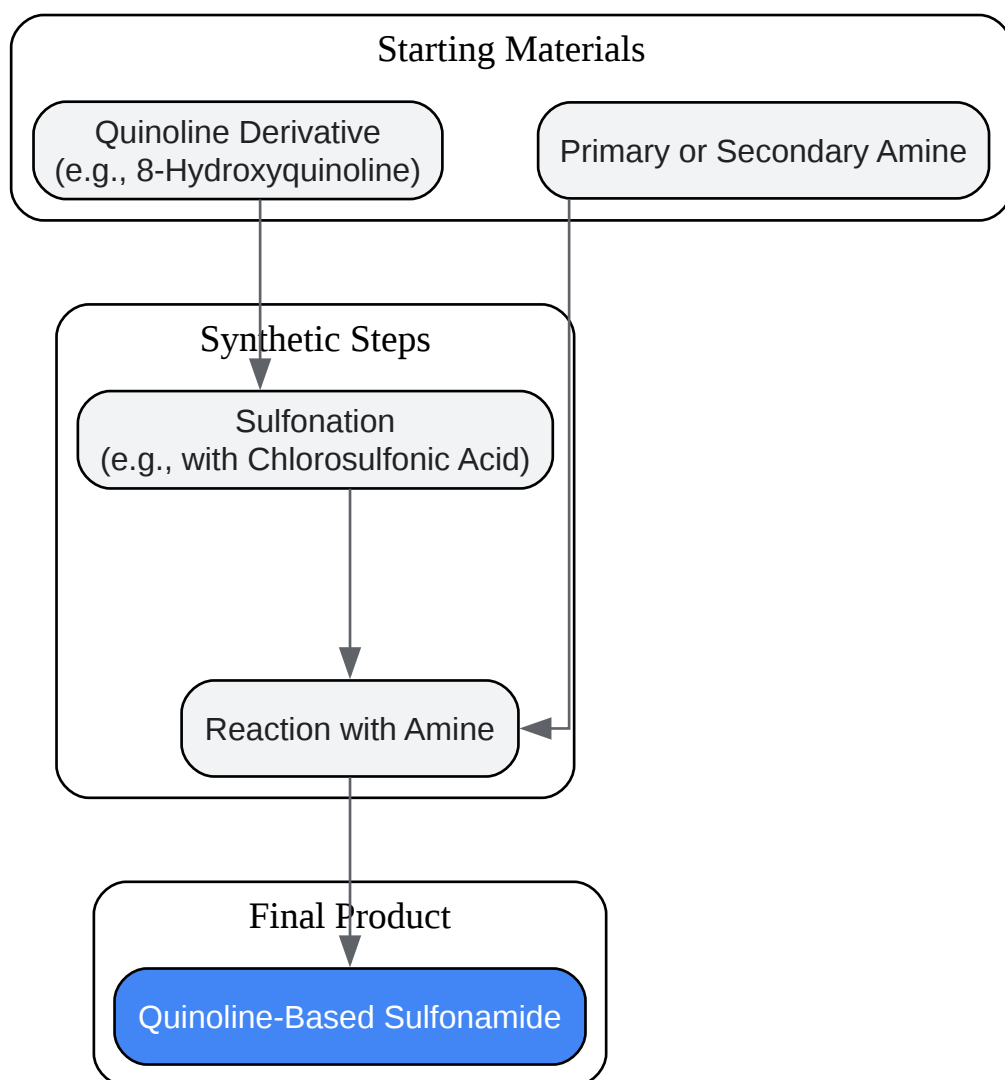 Starting Materials
Quinoline Derivative
(e.g., 8-Hydroxyquinoline)
Primary or Secondary Amine
Synthetic Steps
Sulfonation
(e.g., with Chlorosulfonic Acid)
Reaction with Amine
Final Product
Quinoline-Based Sulfonamide